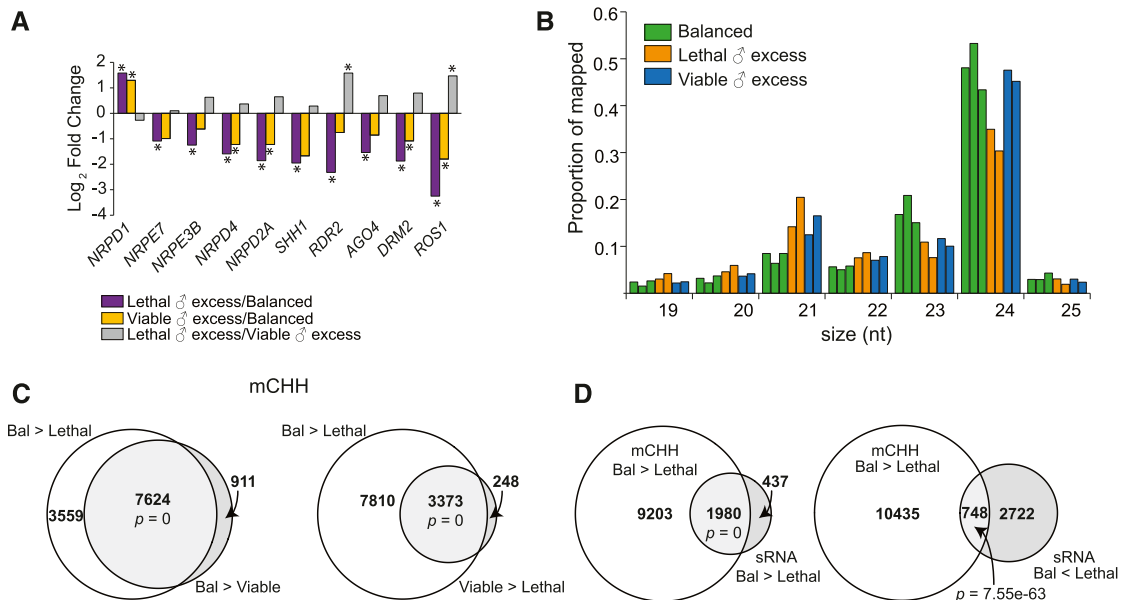 A
Log 2 Fold Change
2
1
0
-1
-2
-3
-4
* * * * * * * * * * * * * * * *
NRPD1
NRPE7
NRPE3B
NRPD4
NRPD2A
SHH1
RDR2
AGO4
DRM2
ROS1
Lethal ♂ excess/Balanced
Viable ♂ excess/Balanced
Lethal ♂ excess/Viable ♂ excess
B
Proportion of mapped
0.6
0.5
0.3
0.2
0.1
Balanced
Lethal ♂ excess
Viable ♂ excess
19 20 21 22 23 24 25
size (nt)
C
mCHH
Bal > Lethal
3559
7624
p = 0
911
Bal > Viable
Bal > Lethal
7810
3373
p = 0
248
Viable > Lethal
D
mCHH
Bal > Lethal
9203
1980
p = 0
437
sRNA
Bal > Lethal
mCHH
Bal > Lethal
10435
748
2722
sRNA
Bal < Lethal
p = 7.55e-63